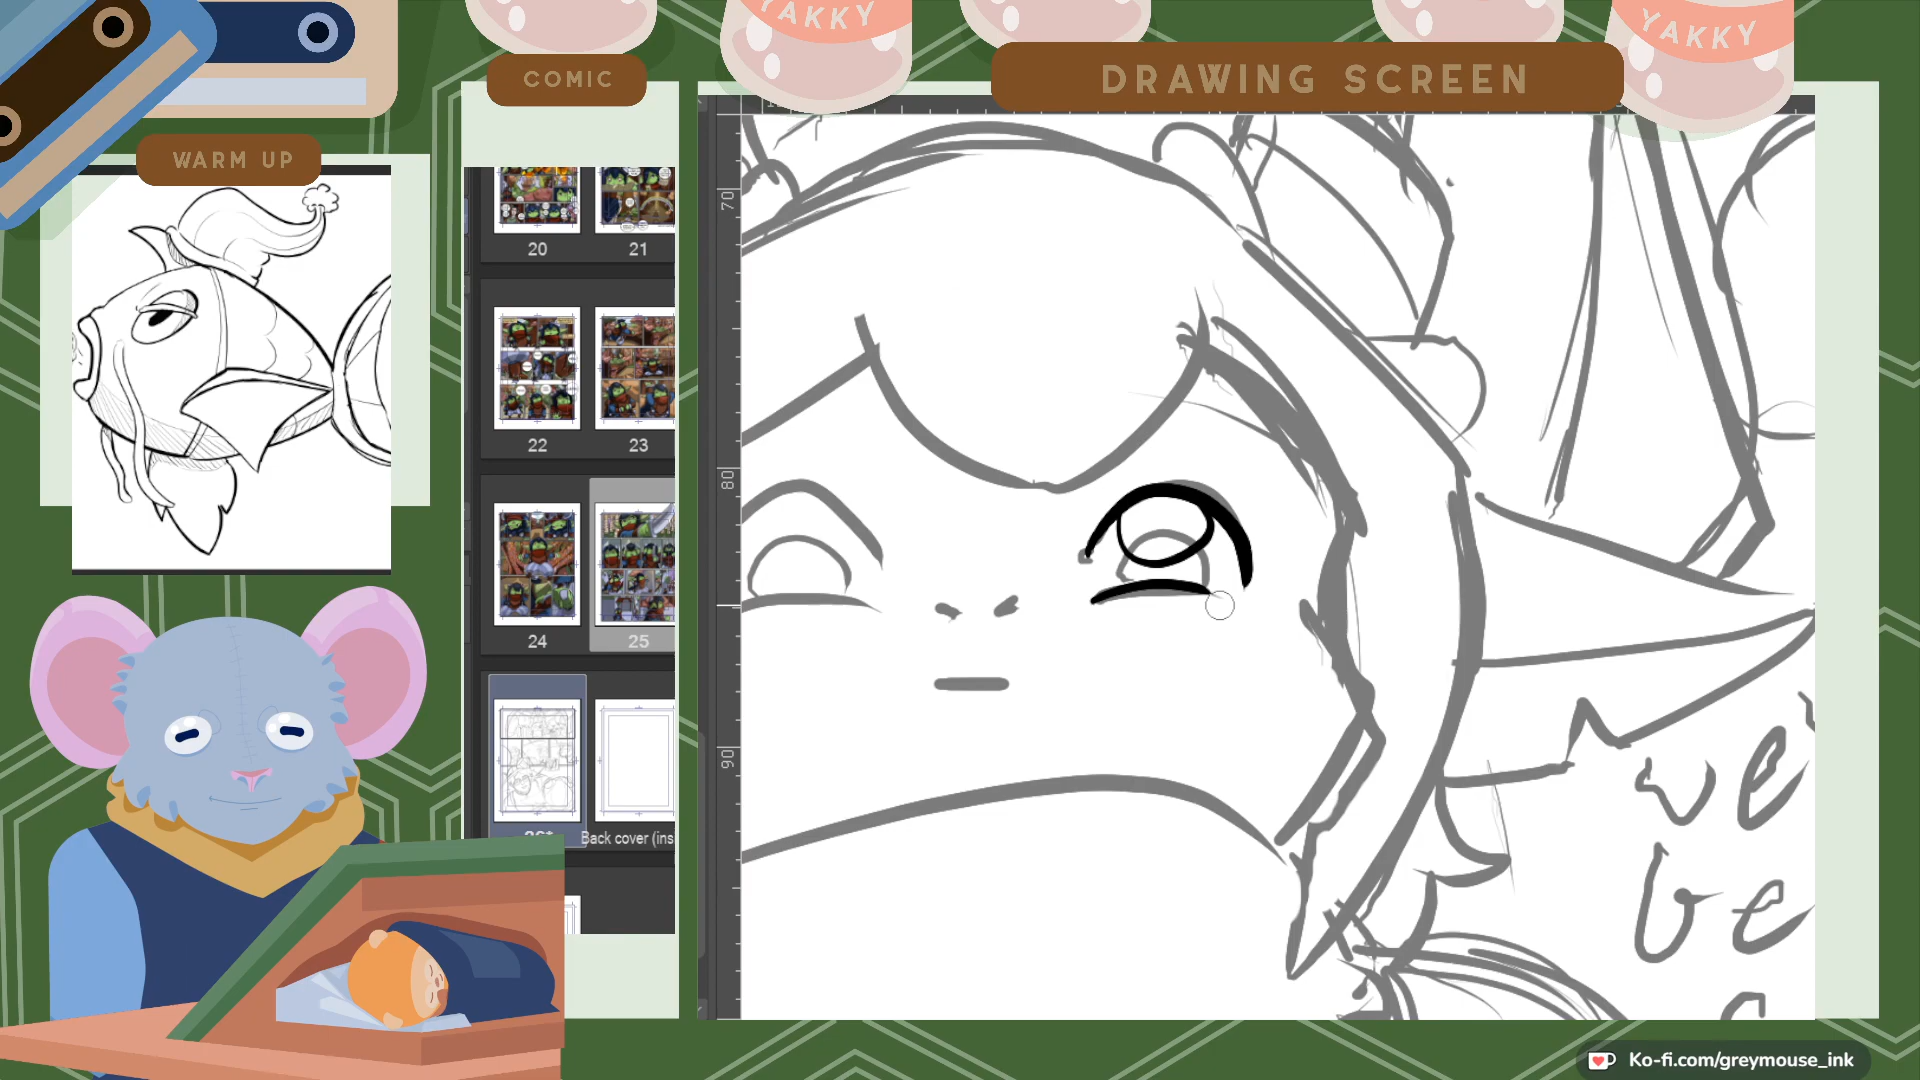 YAKKY
YAKKY
COMIC
DRAWING SCREEN
WARM UP
20
21
22
23
24
25
Back cover (ins
70
80
90
we
be
Ko-fi.com/greymouse_ink